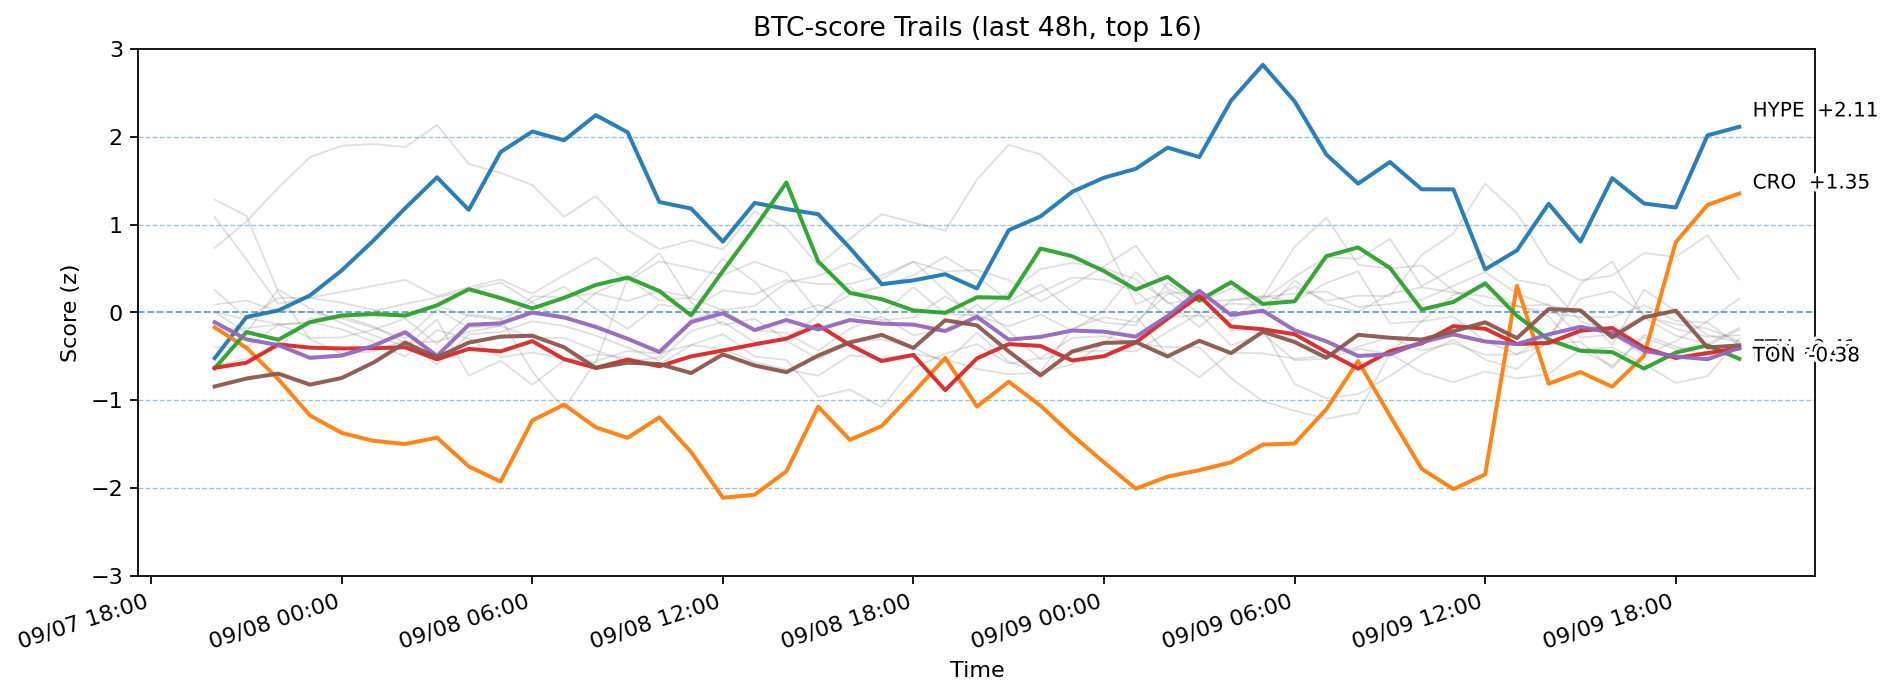 BTC-score Trails (last 48h, top 16)
Score (z)
3
2
1
0
−1
−2
−3
HYPE +2.11
CRO +1.35
TON -0.38
09/07 18:00
09/08 00:00
09/08 06:00
09/08 12:00
09/08 18:00
09/09 00:00
09/09 06:00
09/09 12:00
09/09 18:00
Time